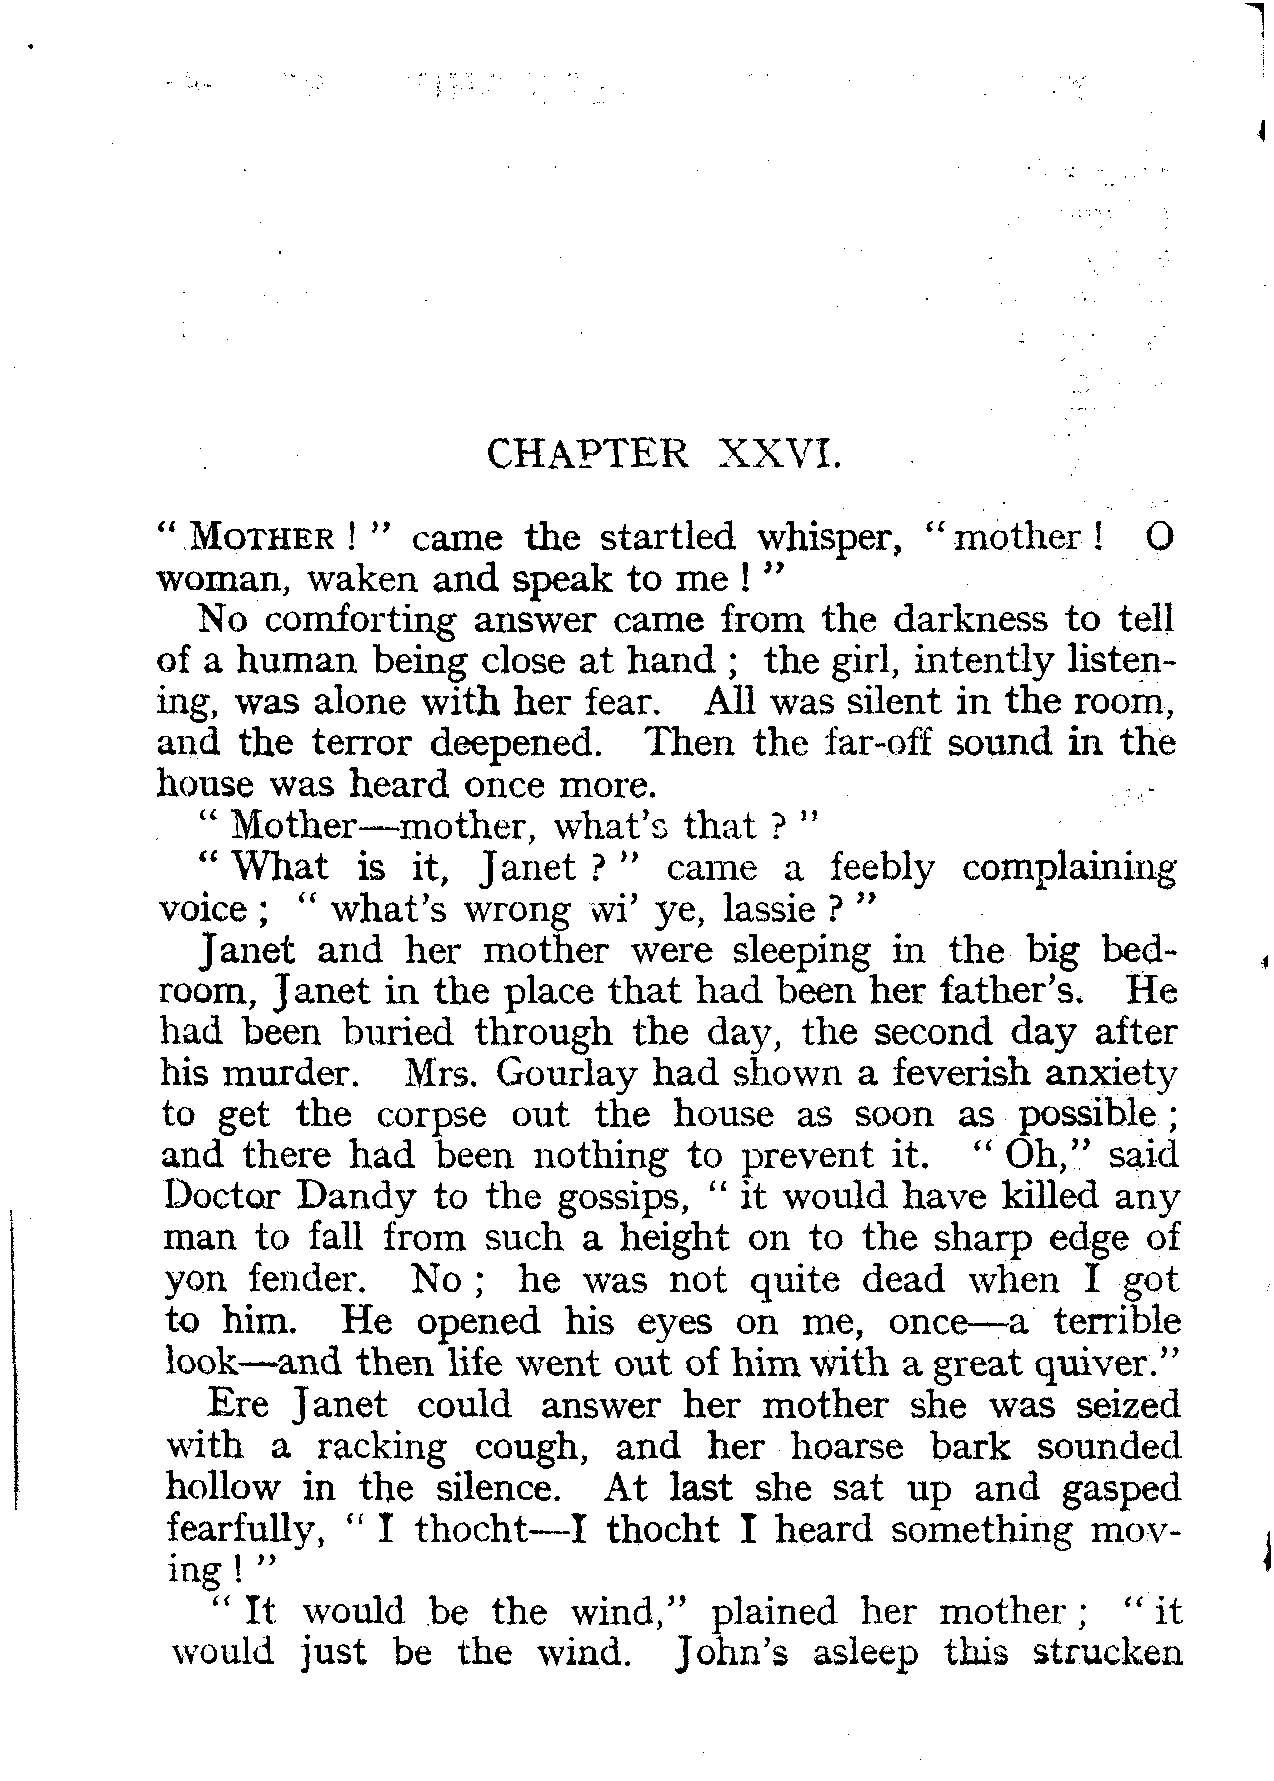 CHAPTER XXVI.
" MOTHER ! " came the startled whisper, " mother ! O
woman, waken and speak to me ! "
No comforting answer came from the darkness to tell
of a human being close at hand ; the girl, intently listen-
ing, was alone with her fear. All was silent in the room,
and the terror deepened. Then the far-off sound in the
house was heard once more.
" Mother—mother, what's that ? "
" What is it, Janet ? " came a feebly complaining
voice ; " what's wrong wi' ye, lassie ? "
Janet and her mother were sleeping in the big bed-
room, Janet in the place that had been her father's. He
had been buried through the day, the second day after
his murder. Mrs. Gourlay had shown a feverish anxiety
to get the corpse out the house as soon as possible ;
and there had been nothing to prevent it. " Oh," said
Doctor Dandy to the gossips, " it would have killed any
man to fall from such a height on to the sharp edge of
yon fender. No ; he was not quite dead when I got
to him. He opened his eyes on me, once—a terrible
look—and then life went out of him with a great quiver."
Ere Janet could answer her mother she was seized
with a racking cough, and her hoarse bark sounded
hollow in the silence. At last she sat up and gasped
fearfully, " I thocht—I thocht I heard something mov-
ing ! "
" It would be the wind," plained her mother ; " it
would just be the wind. John's asleep this strucken